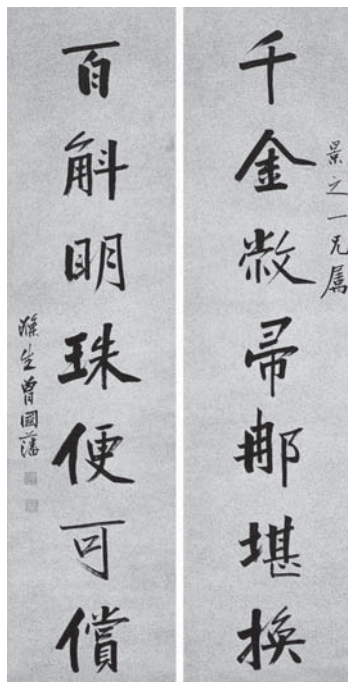 景之一兄屬
千金敝帚那堪換
百斛明珠便可償
滌生曾國藩